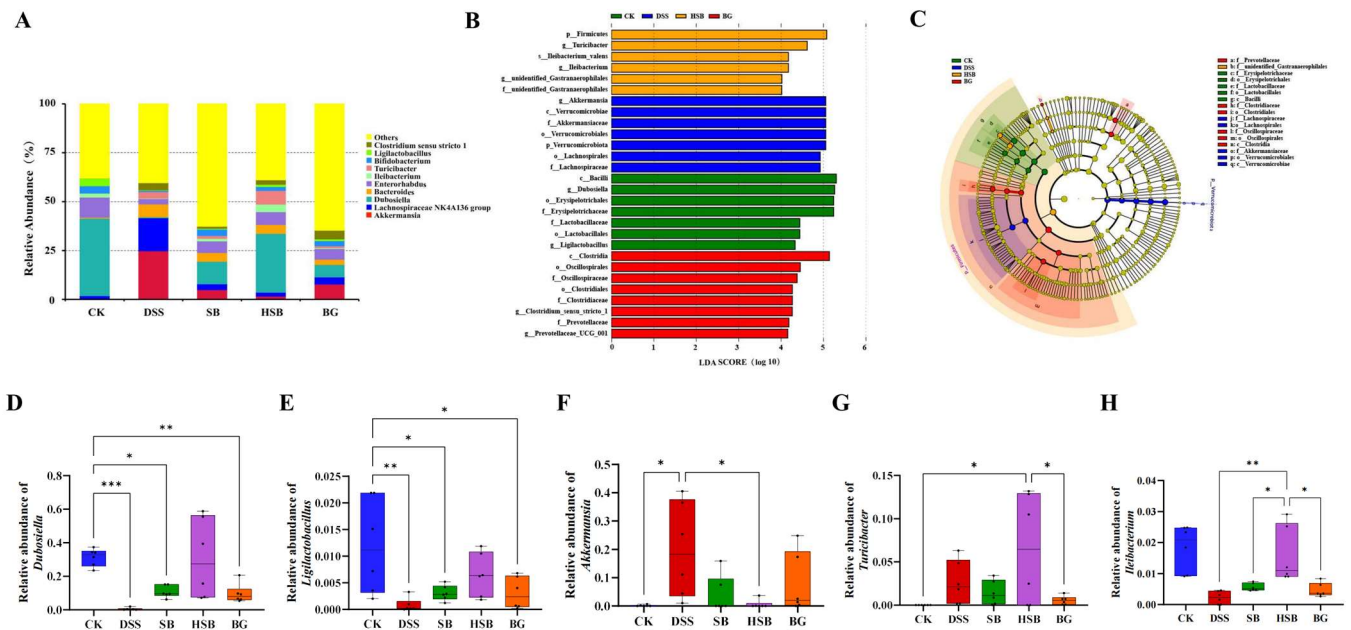 A
Relative Abundance (%)
100
75
50
25
0
CK DSS SB HSB BG
Others
Clostridium sensu stricto 1
Ligilactobacillus
Bifidobacterium
Turicibacter
Ileibacterium
Enterorhabdus
Bacteroides
Dubosiella
Lachnospiraceae NK4A136 group
Akkermansia
B
CK DSS HSB BG
p__Firmicutes
g__Turicibacter
s__Ileibacterium_valens
g__Ileibacterium
g__unidentified_Gastranaerophilales
f__unidentified_Gastranaerophilales
g__Akkermansia
c__Verrucomicrobiae
f__Akkermansiaceae
o__Verrucomicrobiales
p_Verrucomicrobiota
o__Lachnospirales
f__Lachnospiraceae
c__Bacilli
g__Dubosiella
o__Erysipelotrichales
f__Erysipelotrichaceae
f__Lactobacillaceae
o__Lactobacillales
g__Ligilactobacillus
c__Clostridia
o__Oscillospirales
f__Oscillospiraceae
o__Clostridiales
f__Clostridiaceae
g__Clostridium_sensu_stricto_1
f__Prevotellaceae
g__Prevotellaceae_UCG_001
0 1 2 3 4 5 6
LDA SCORE (log 10)
C
CK
DSS
HSB
BG
p__Verrucomicrobiota
p__Firmicutes
a: f__Prevotellaceae
b: f__unidentified_Gastranaerophilales
c: f__Erysipelotrichaceae
d: o__Erysipelotrichales
e: f__Lactobacillaceae
f: o__Lactobacillales
g: c__Bacilli
h: f__Clostridiaceae
i: o__Clostridiales
j: f__Lachnospiraceae
k: o__Lachnospirales
l: f__Oscillospiraceae
m: o__Oscillospirales
n: c__Clostridia
o: f__Akkermansiaceae
p: o__Verrucomicrobiales
q: c__Verrucomicrobiae
D
Relative abundance of
Dubosiella
0.8
0.6
0.4
0.2
0.0
**
*
***
CK DSS SB HSB BG
E
Relative abundance of
Ligilactobacillus
0.025
0.020
0.015
0.010
0.005
0.000
*
*
**
CK DSS SB HSB BG
F
Relative abundance of
Akkermansia
0.5
0.4
0.3
0.2
0.1
0.0
* *
CK DSS SB HSB BG
G
Relative abundance of
Turicibacter
0.15
0.10
0.05
0.00
* *
CK DSS SB HSB BG
H
Relative abundance of
Ileibacterium
0.04
0.03
0.02
0.01
0.00
**
* *
CK DSS SB HSB BG